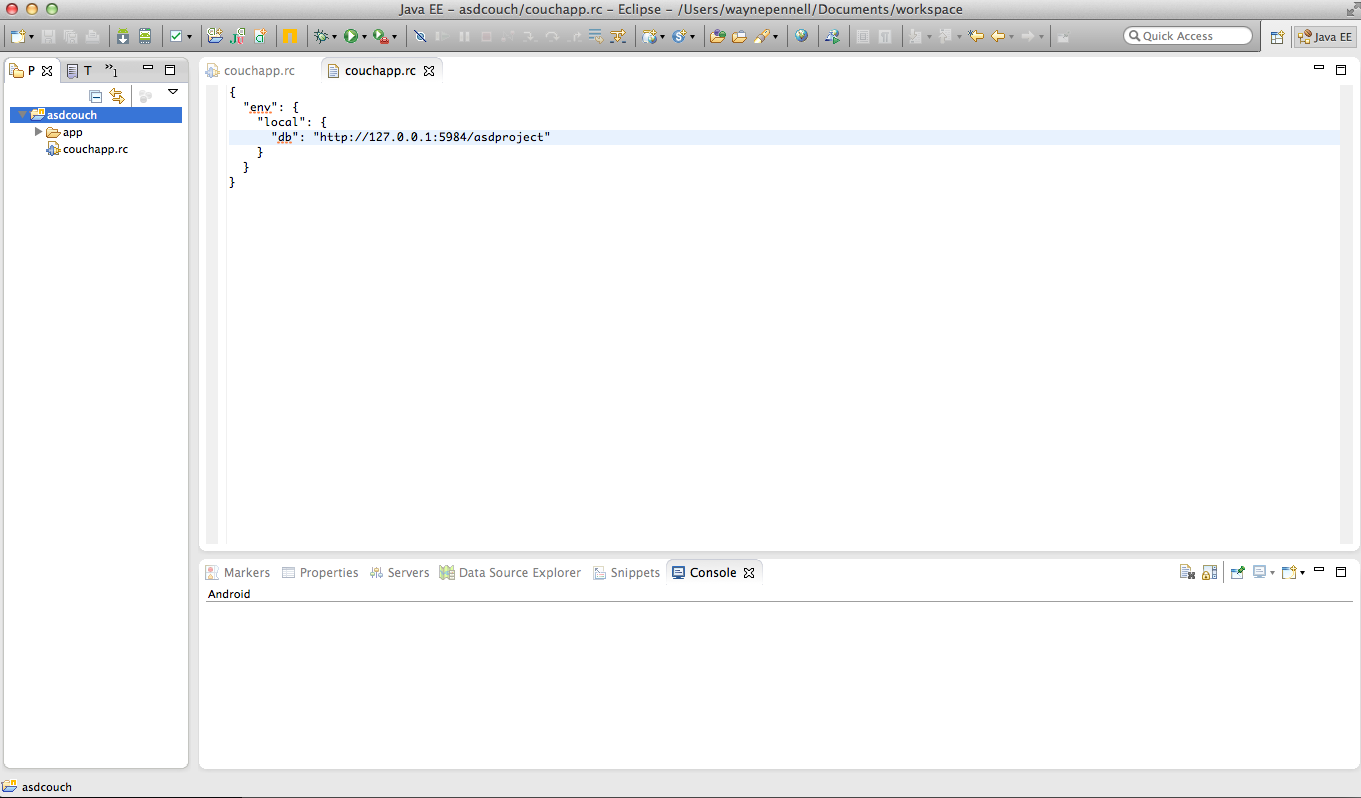 Java EE – asdcouch/couchapp.rc – Eclipse – /Users/waynepennell/Documents/workspace
Quick Access
Java EE
P
T
»1
couchapp.rc
couchapp.rc
asdcouch
app
couchapp.rc
{
"env": {
"local": {
"db": "http://127.0.0.1:5984/asdproject"
}
}
}
Markers
Properties
Servers
Data Source Explorer
Snippets
Console
Android
asdcouch